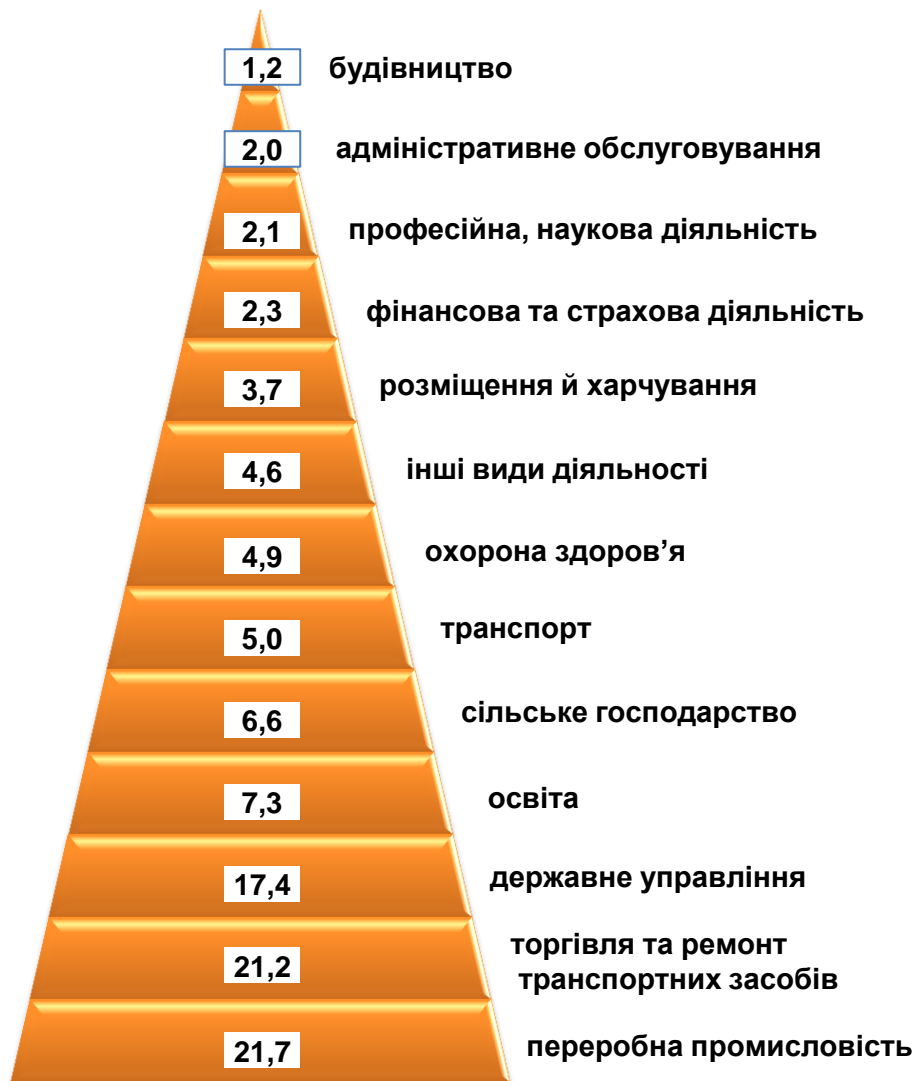 1,2 будівництво
2,0 адміністративне обслуговування
2,1 професійна, наукова діяльність
2,3 фінансова та страхова діяльність
3,7 розміщення й харчування
4,6 інші види діяльності
4,9 охорона здоров’я
5,0 транспорт
6,6 сільське господарство
7,3 освіта
17,4 державне управління
21,2 торгівля та ремонт
транспортних засобів
21,7 переробна промисловість